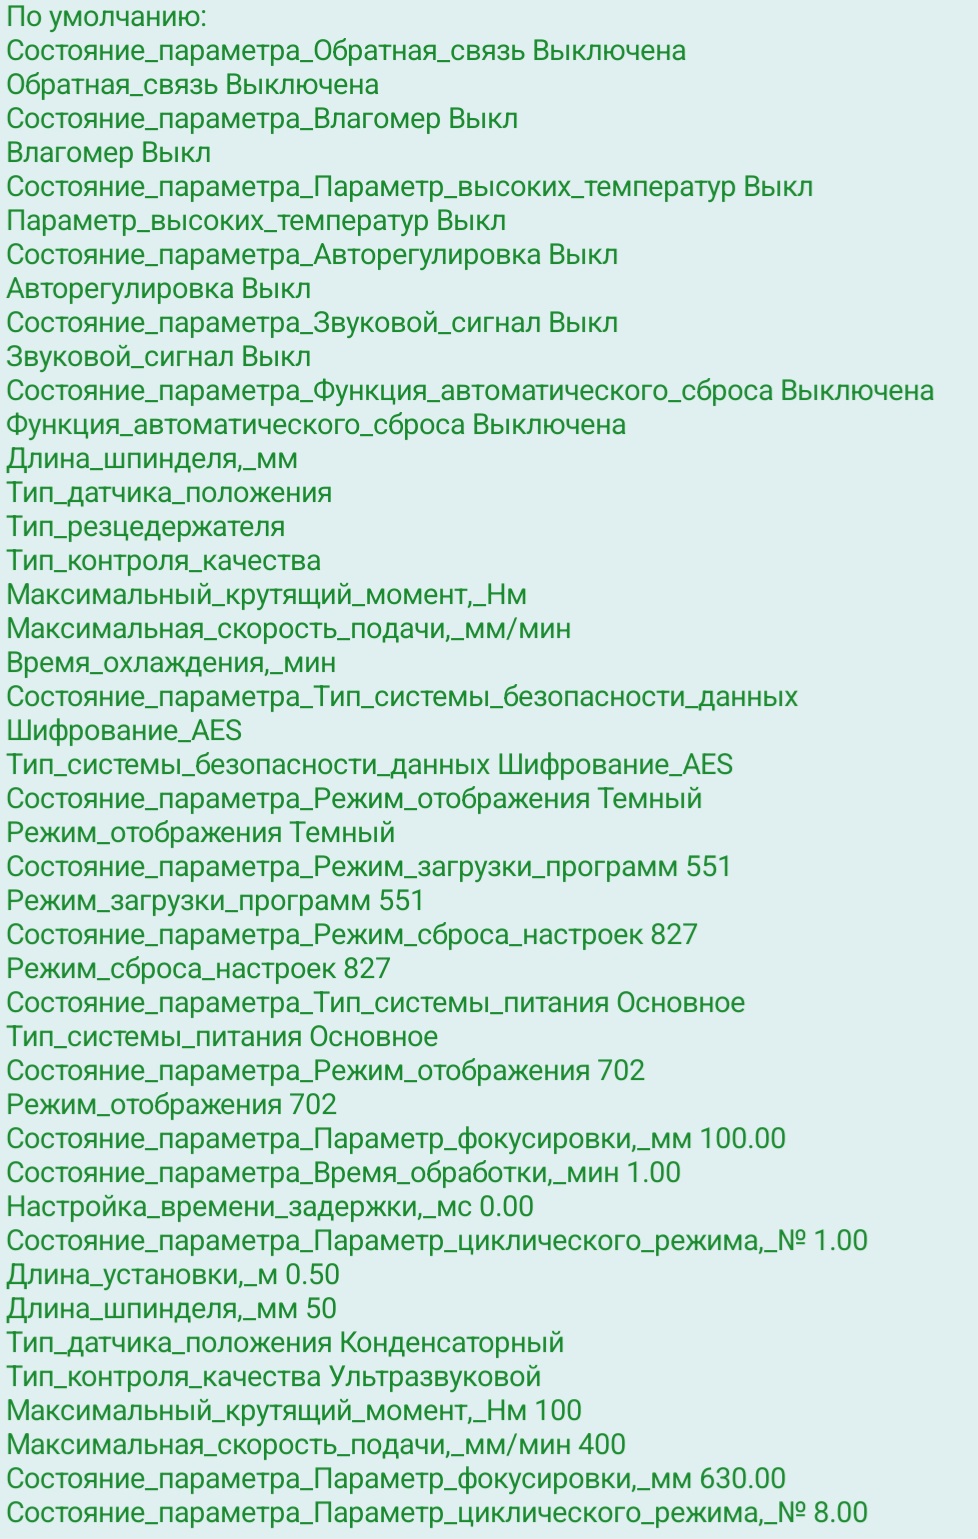 По умолчанию:
Состояние_параметра_Обратная_связь Выключена
Обратная_связь Выключена
Состояние_параметра_Влагомер Выкл
Влагомер Выкл
Состояние_параметра_Параметр_высоких_температур Выкл
Параметр_высоких_температур Выкл
Состояние_параметра_Авторегулировка Выкл
Авторегулировка Выкл
Состояние_параметра_Звуковой_сигнал Выкл
Звуковой_сигнал Выкл
Состояние_параметра_Функция_автоматического_сброса Выключена
Функция_автоматического_сброса Выключена
Длина_шпинделя,_мм
Тип_датчика_положения
Тип_резцедержателя
Тип_контроля_качества
Максимальный_крутящий_момент,_Нм
Максимальная_скорость_подачи,_мм/мин
Время_охлаждения,_мин
Состояние_параметра_Тип_системы_безопасности_данных
Шифрование_AES
Тип_системы_безопасности_данных Шифрование_AES
Состояние_параметра_Режим_отображения Темный
Режим_отображения Темный
Состояние_параметра_Режим_загрузки_программ 551
Режим_загрузки_программ 551
Состояние_параметра_Режим_сброса_настроек 827
Режим_сброса_настроек 827
Состояние_параметра_Тип_системы_питания Основное
Тип_системы_питания Основное
Состояние_параметра_Режим_отображения 702
Режим_отображения 702
Состояние_параметра_Параметр_фокусировки,_мм 100.00
Состояние_параметра_Время_обработки,_мин 1.00
Настройка_времени_задержки,_мс 0.00
Состояние_параметра_Параметр_циклического_режима,_№ 1.00
Длина_установки,_м 0.50
Длина_шпинделя,_мм 50
Тип_датчика_положения Конденсаторный
Тип_контроля_качества Ультразвуковой
Максимальный_крутящий_момент,_Нм 100
Максимальная_скорость_подачи,_мм/мин 400
Состояние_параметра_Параметр_фокусировки,_мм 630.00
Состояние_параметра_Параметр_циклического_режима,_№ 8.00